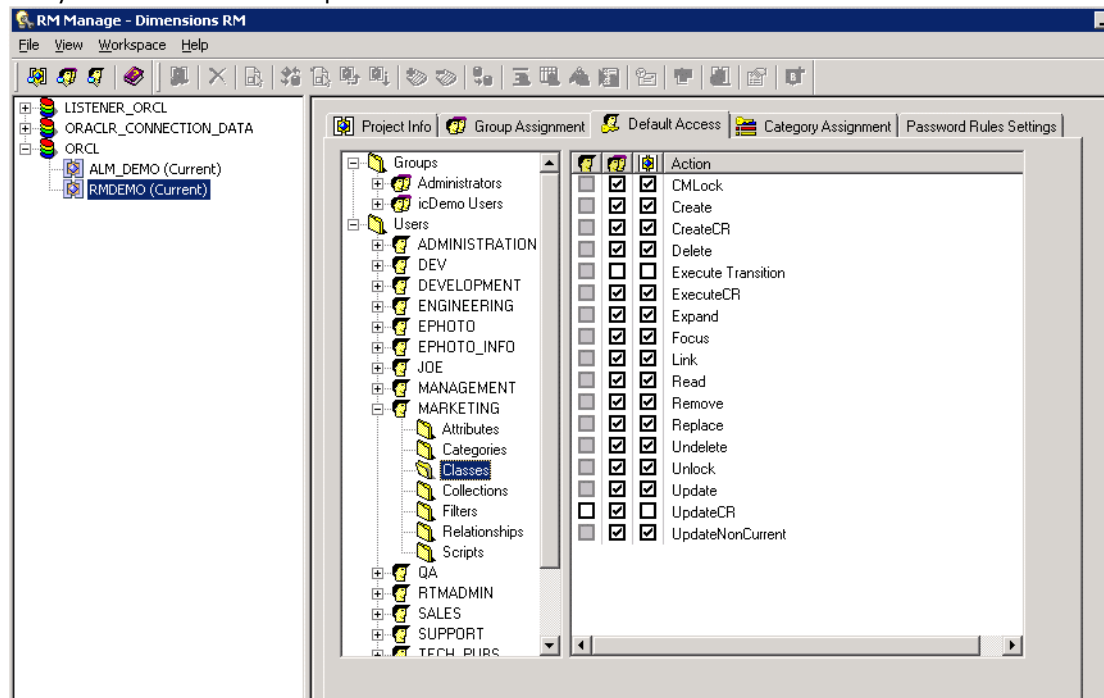 RM Manage - Dimensions RM
File View Workspace Help
LISTENER_ORCL
ORACLR_CONNECTION_DATA
ORCL
ALM_DEMO (Current)
RMDEMO (Current)
Project Info Group Assignment Default Access Category Assignment Password Rules Settings
Groups
Administrators
icDemo Users
Users
ADMINISTRATION
DEV
DEVELOPMENT
ENGINEERING
EPHOTO
EPHOTO_INFO
JOE
MANAGEMENT
MARKETING
Attributes
Categories
Classes
Collections
Filters
Relationships
Scripts
QA
RTMADMIN
SALES
SUPPORT
TECH_PUBS
Action
CMLock
Create
CreateCR
Delete
Execute Transition
ExecuteCR
Expand
Focus
Link
Read
Remove
Replace
Undelete
Unlock
Update
UpdateCR
UpdateNonCurrent